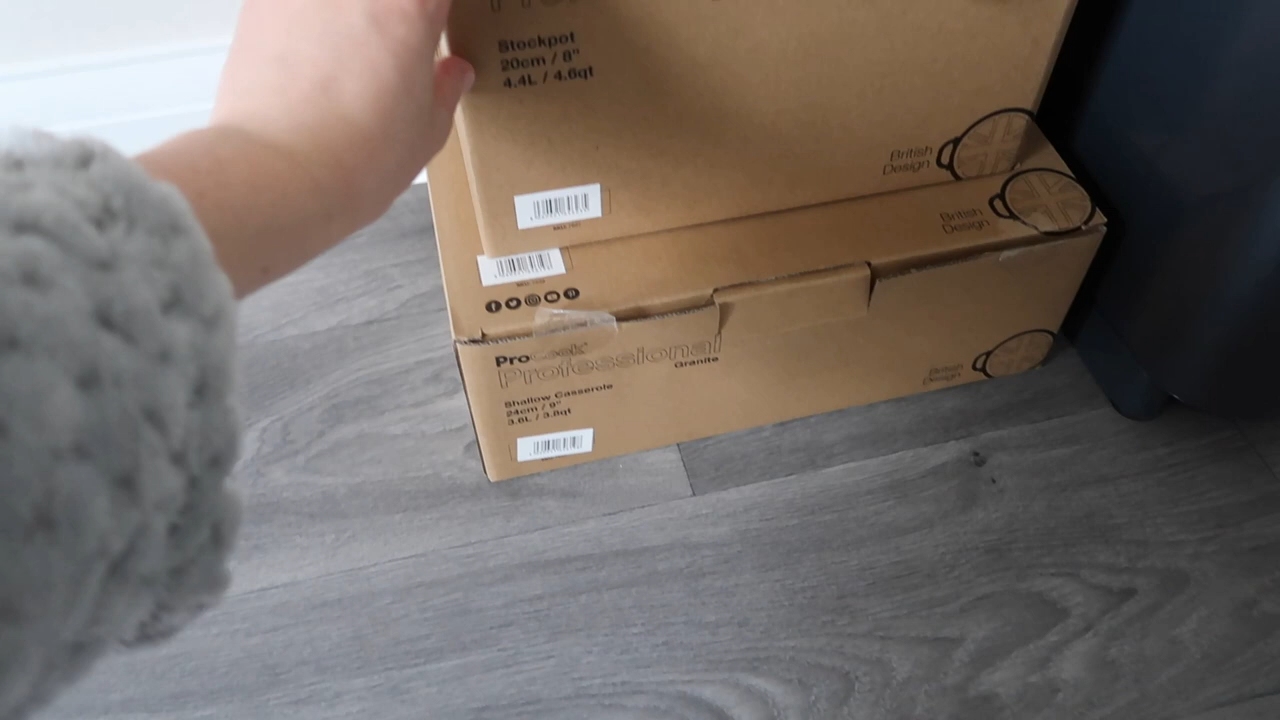 Stockpot
20cm / 8"
4.4L / 4.6qt
British
Design
British
Design
ProCook
Professional
Granite
Shallow Casserole
24cm / 9"
3.6L / 3.8qt
British
Design